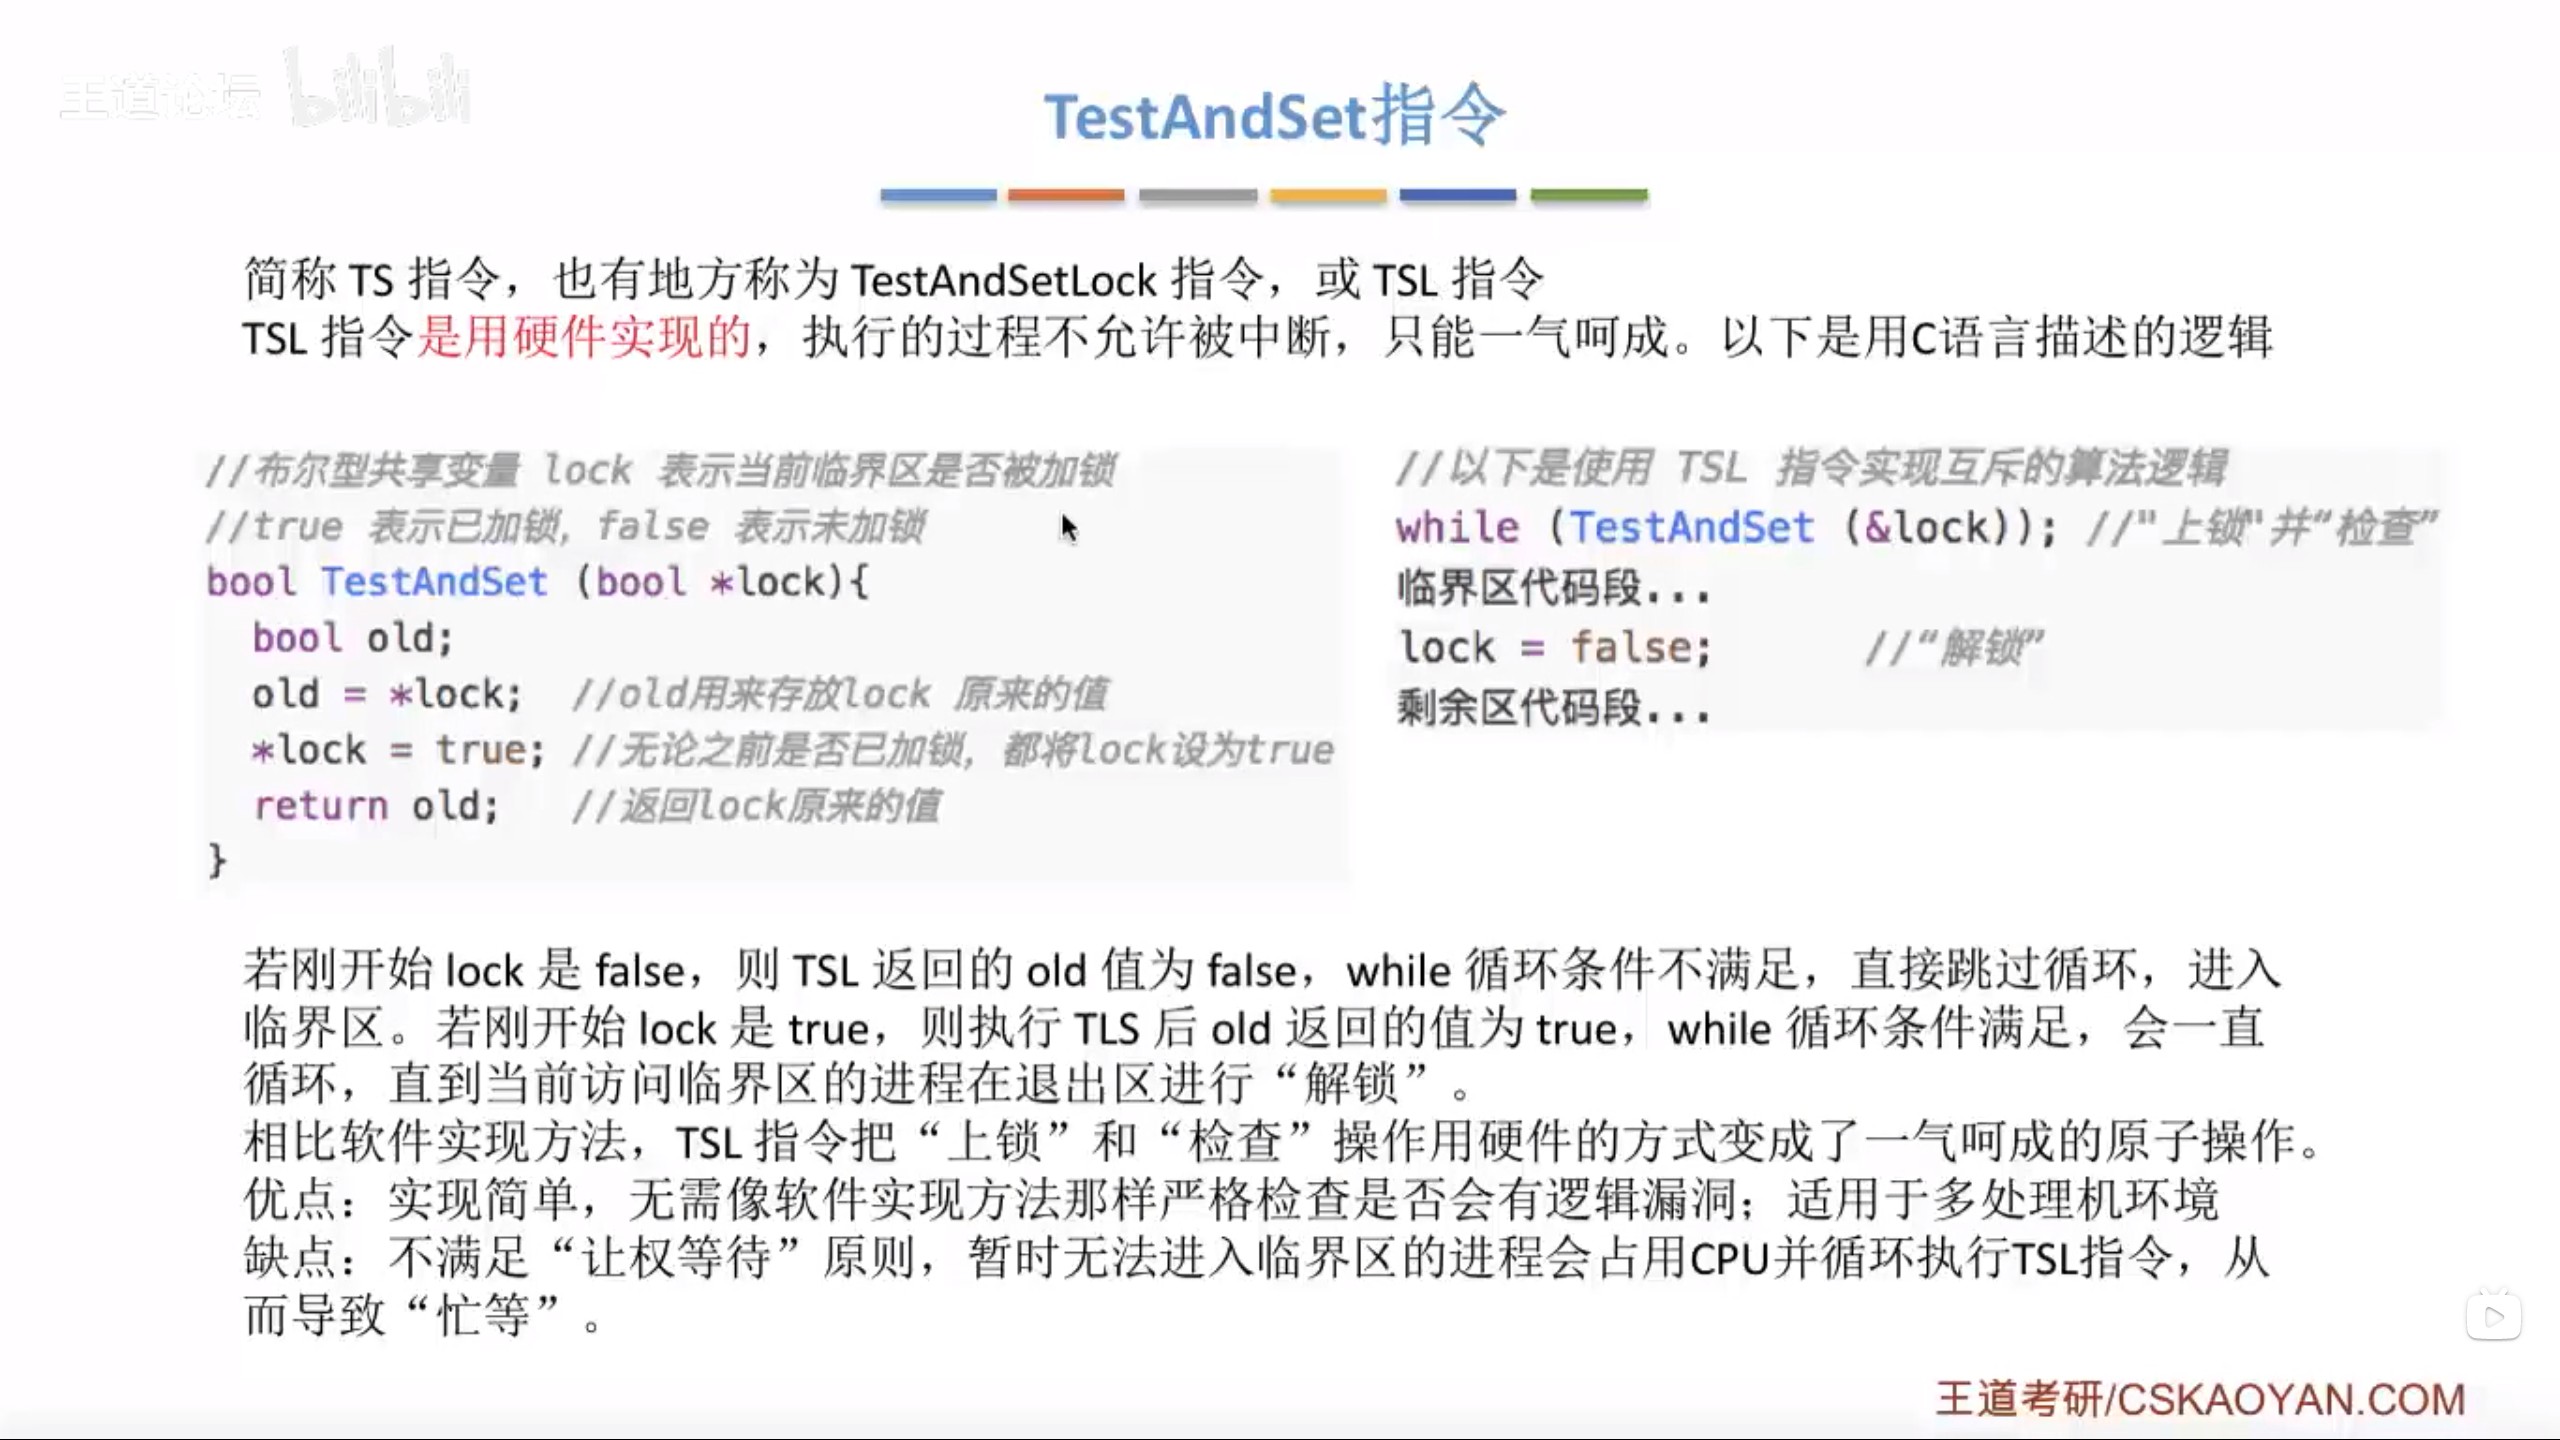 王道论坛 bilibili
TestAndSet指令
简称 TS 指令，也有地方称为 TestAndSetLock 指令，或 TSL 指令
TSL 指令是用硬件实现的，执行的过程不允许被中断，只能一气呵成。以下是用C语言描述的逻辑
//布尔型共享变量 lock 表示当前临界区是否被加锁
//true 表示已加锁，false 表示未加锁
bool TestAndSet (bool *lock){
bool old;
old = *lock; //old用来存放lock 原来的值
*lock = true; //无论之前是否已加锁，都将lock设为true
return old; //返回lock原来的值
}
//以下是使用 TSL 指令实现互斥的算法逻辑
while (TestAndSet (&lock)); //"上锁"并“检查”
临界区代码段...
lock = false; //“解锁”
剩余区代码段...
若刚开始 lock 是 false，则 TSL 返回的 old 值为 false，while 循环条件不满足，直接跳过循环，进入
临界区。若刚开始 lock 是 true，则执行 TLS 后 old 返回的值为 true，while 循环条件满足，会一直
循环，直到当前访问临界区的进程在退出区进行“解锁”。
相比软件实现方法，TSL 指令把“上锁”和“检查”操作用硬件的方式变成了一气呵成的原子操作。
优点：实现简单，无需像软件实现方法那样严格检查是否会有逻辑漏洞；适用于多处理机环境
缺点：不满足“让权等待”原则，暂时无法进入临界区的进程会占用CPU并循环执行TSL指令，从
而导致“忙等”。
王道考研/CSKAOYAN.COM